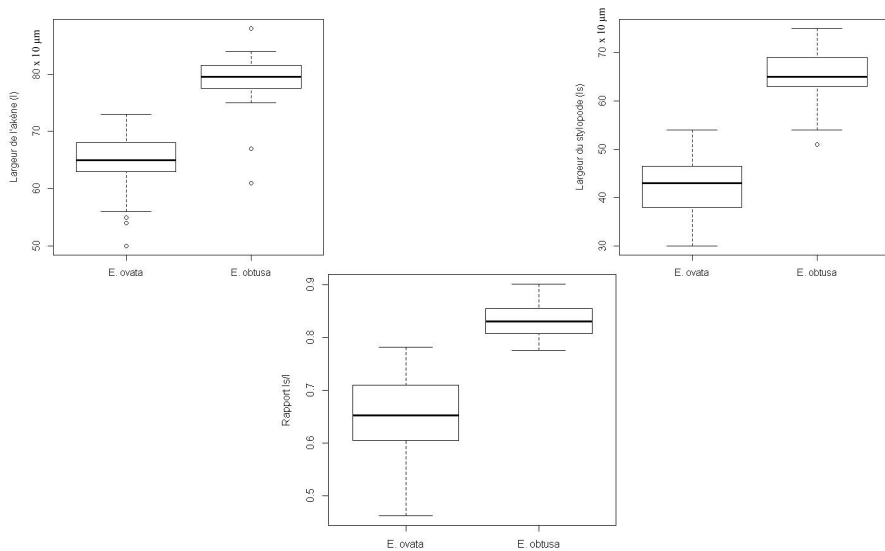 x 10 µm
Largeur de l'akène (l)
80
70
60
50
E. ovata
E. obtusa
x 10 µm
Largeur du stylopode (ls)
70
60
50
40
30
E. ovata
E. obtusa
Rapport ls/l
0.9
0.8
0.7
0.6
0.5
E. ovata
E. obtusa